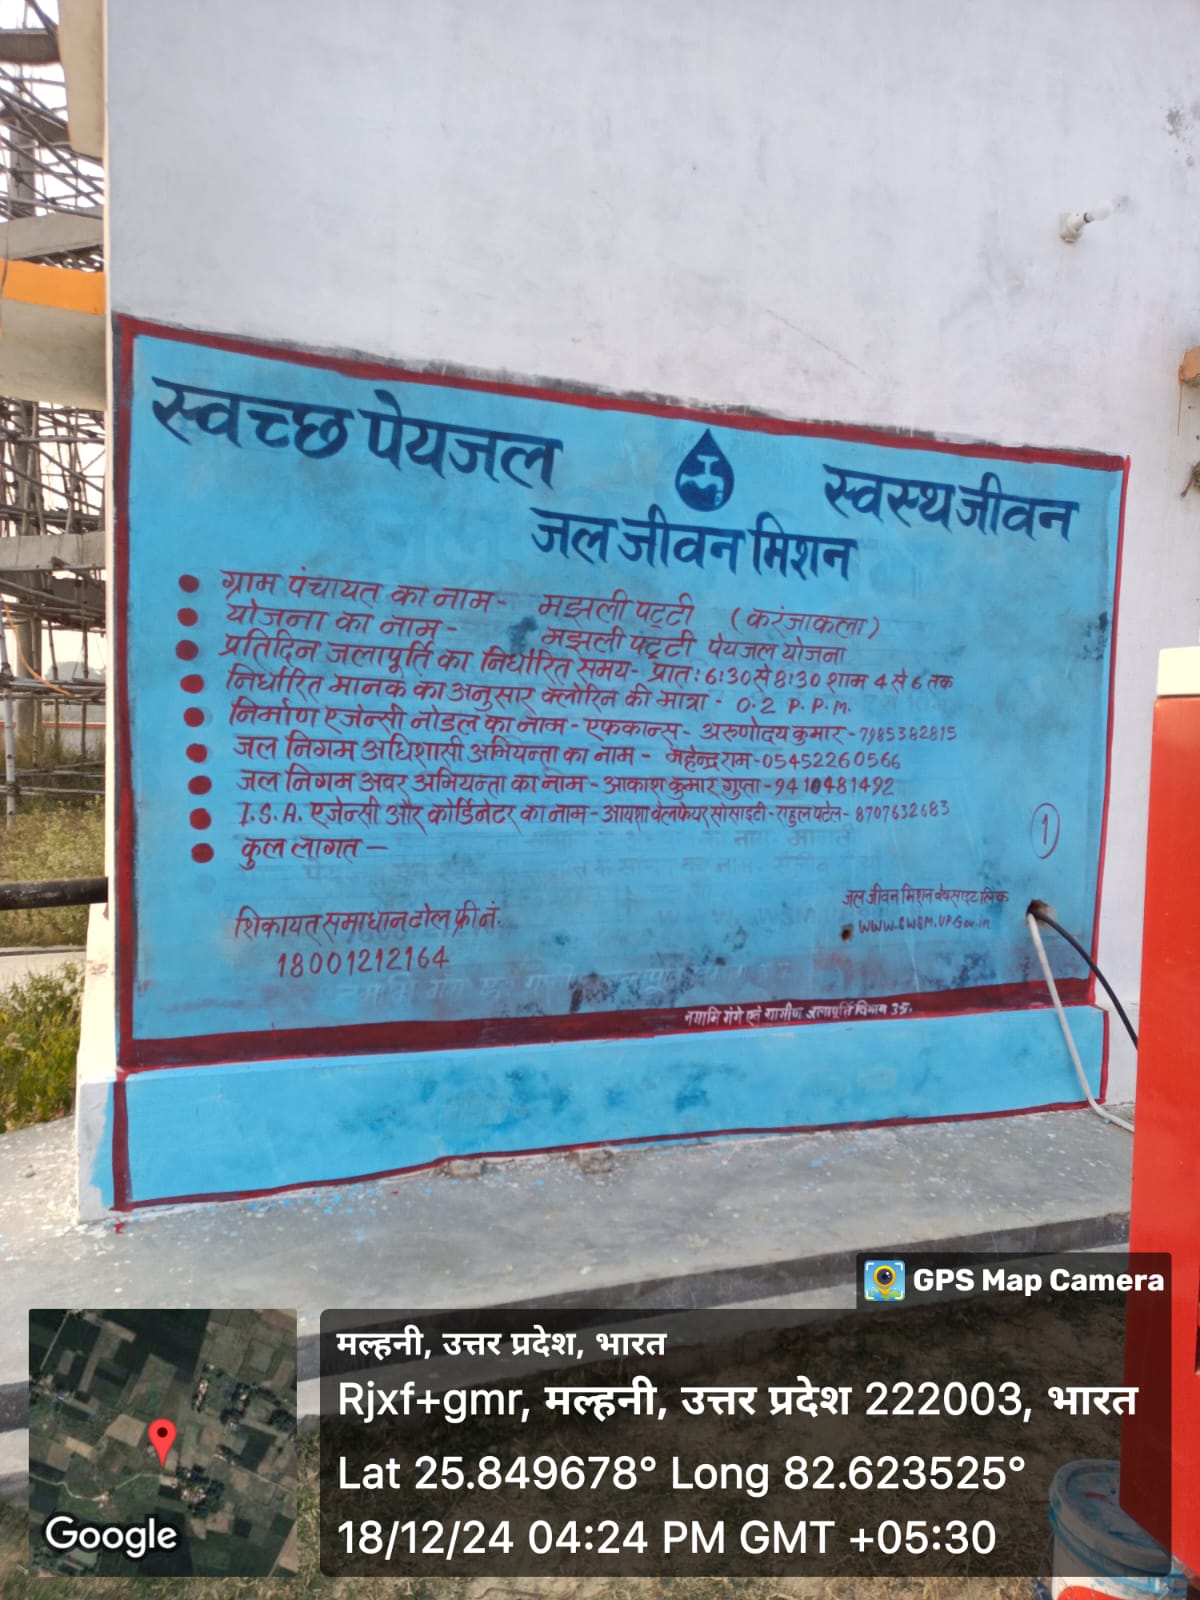 स्वच्छ पेयजल
स्वस्थ जीवन
जल जीवन मिशन
ग्राम पंचायत का नाम- मझली पट्टी (करंजाकला)
योजना का नाम- मझली पट्टी पेयजल योजना
प्रतिदिन जलापूर्ति का निर्धारित समय- प्रात: 6:30 से 8:30 शाम 4 से 6 तक
निर्धारित मानक का अनुसार क्लोरिन की मात्रा - 0.2 P.P.M.
निर्माण एजेन्सी नोडल का नाम - एफकान्स - अरुणोदय कुमार - 7985382815
जल निगम अधिशासी अभियन्ता का नाम - महेन्द्र राम - 05452260566
जल निगम अवर अभियन्ता का नाम - आकाश कुमार गुप्ता - 9410481492
I.S.A. एजेन्सी और कोर्डिनेटर का नाम - आयशा वेलफेयर सोसाइटी - राहुल पटेल - 8707632683
कुल लागत —
1
जल जीवन मिशन वेबसाइट लिंक
www.SWSM.UP.Gov.in
शिकायत समाधान टोल फ्री नं.
18001212164
नमामि गंगे एवं ग्रामीण जलापूर्ति विभाग उ.प्र.
GPS Map Camera
मल्हनी, उत्तर प्रदेश, भारत
Rjxf+gmr, मल्हनी, उत्तर प्रदेश 222003, भारत
Lat 25.849678° Long 82.623525°
18/12/24 04:24 PM GMT +05:30
Google